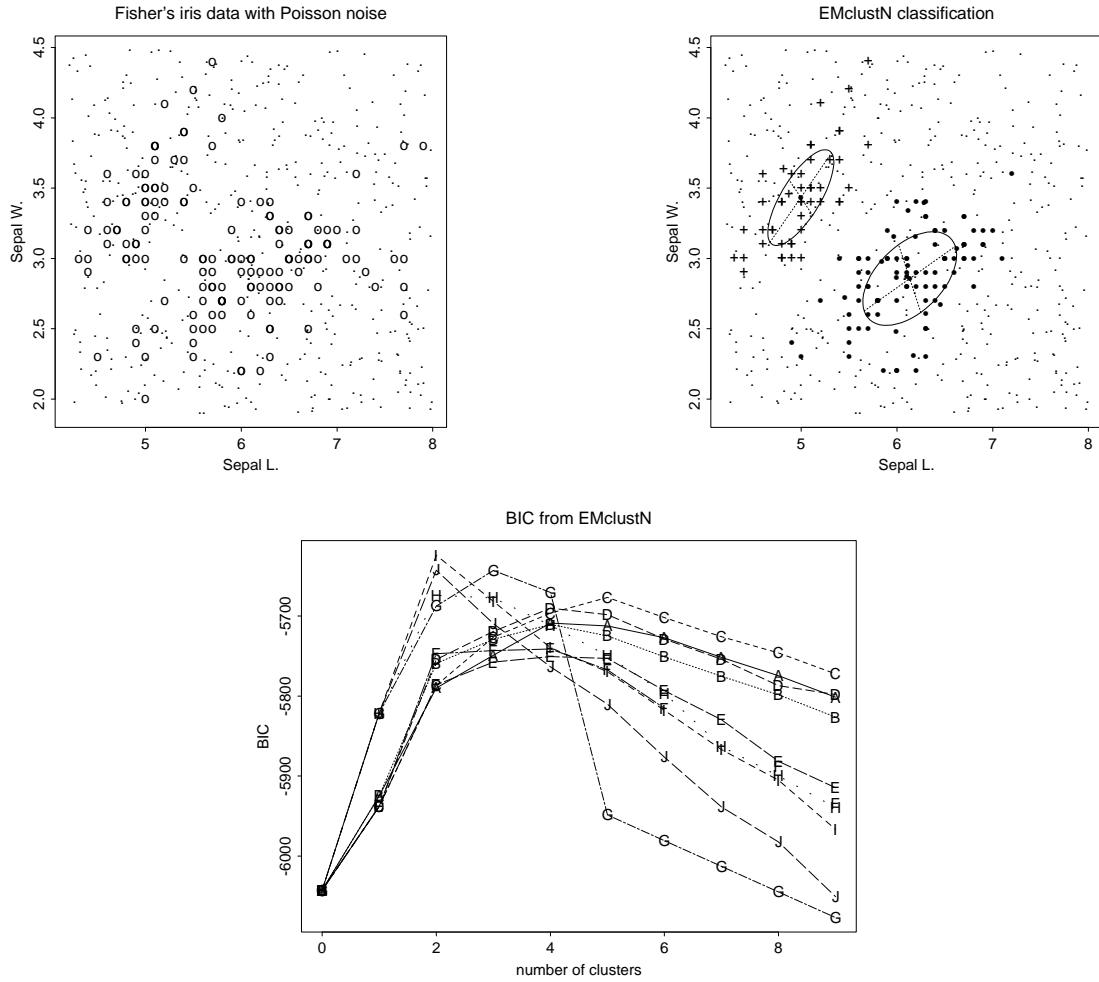 Fisher's iris data with Poisson noise
Sepal W.
4.5
4.0
3.5
3.0
2.5
2.0
5 6 7 8
Sepal L.
EMclustN classification
Sepal W.
4.5
4.0
3.5
3.0
2.5
2.0
5 6 7 8
Sepal L.
BIC from EMclustN
BIC
-5700
-5800
-5900
-6000
0 2 4 6 8
number of clusters